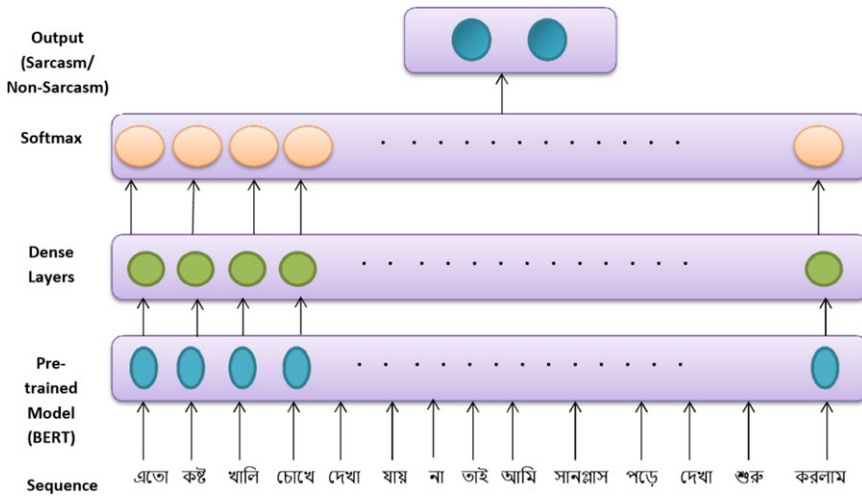 Output
(Sarcasm/
Non-Sarcasm)
Softmax
Dense
Layers
Pre-
trained
Model
(BERT)
Sequence এতো কষ্ট খালি চোখে দেখা যায় না তাই আমি সানগ্লাস পড়ে দেখা শুরু করলাম